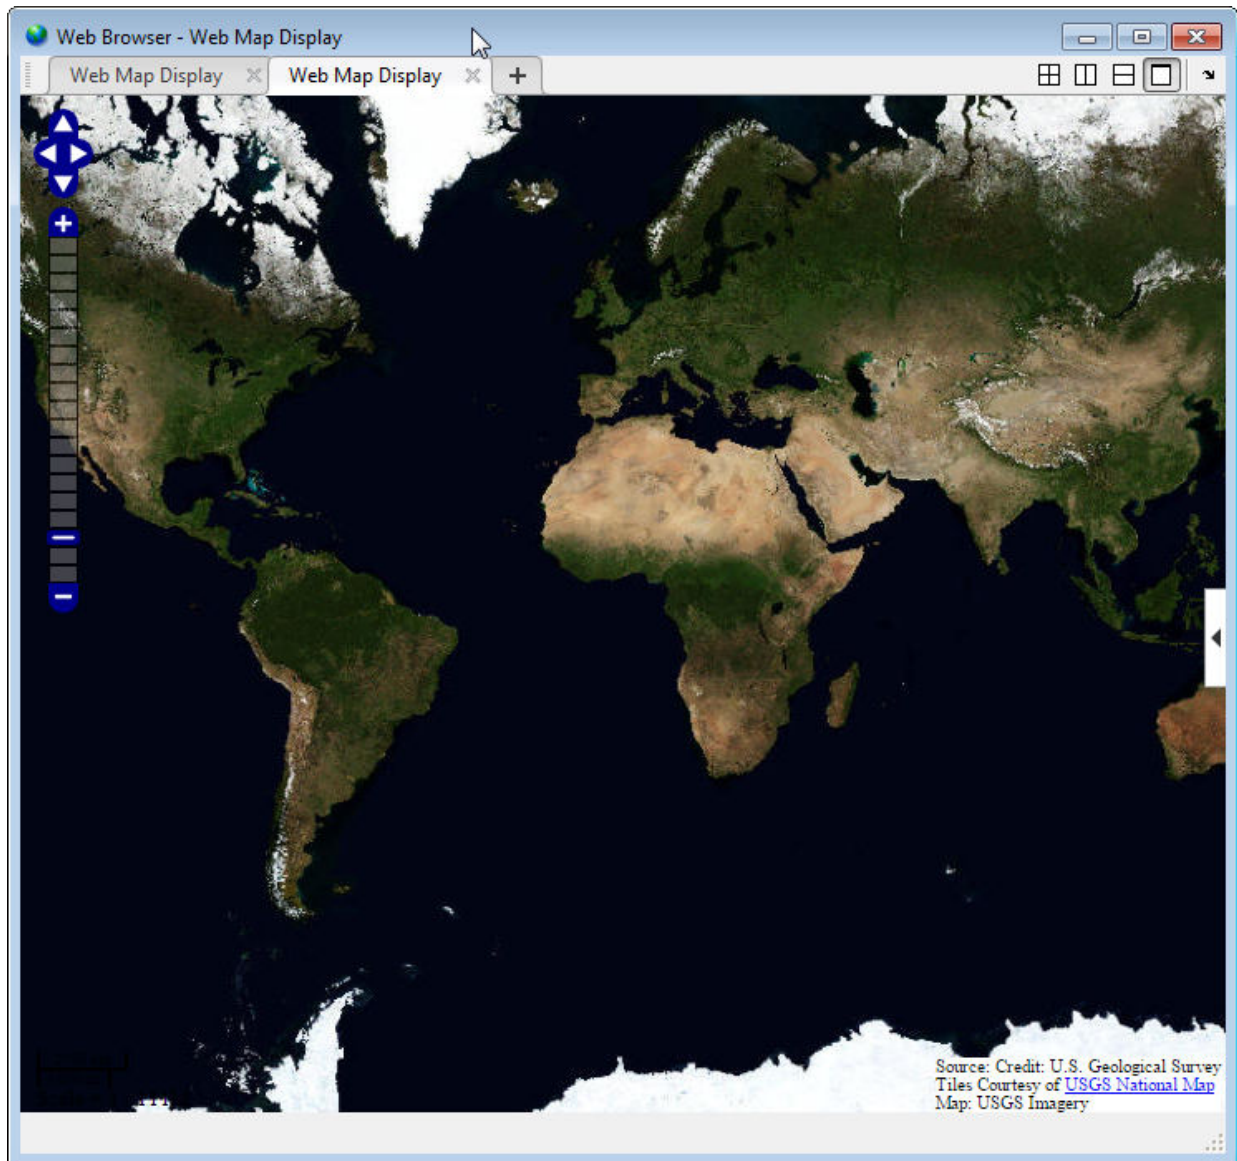 Web Browser - Web Map Display
Web Map Display
Web Map Display
Source: Credit: U.S. Geological Survey
Tiles Courtesy of USGS National Map
Map: USGS Imagery